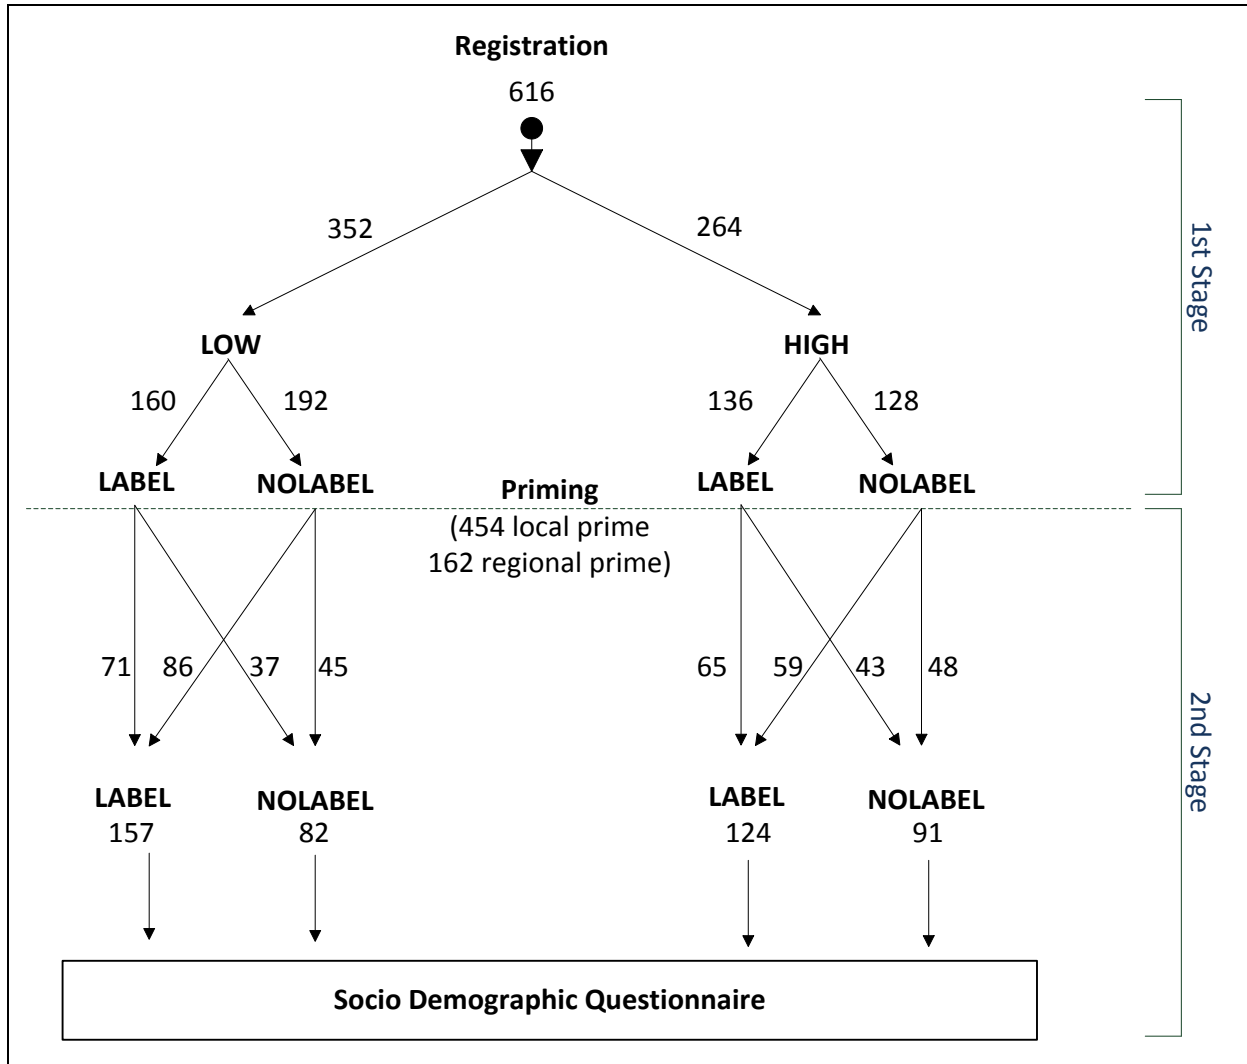 Registration
616
352
264
LOW
HIGH
160
192
136
128
LABEL
NOLABEL
LABEL
NOLABEL
Priming
(454 local prime
162 regional prime)
1st Stage
71
86
37
45
65
59
43
48
LABEL
NOLABEL
LABEL
NOLABEL
157
82
124
91
2nd Stage
Socio Demographic Questionnaire